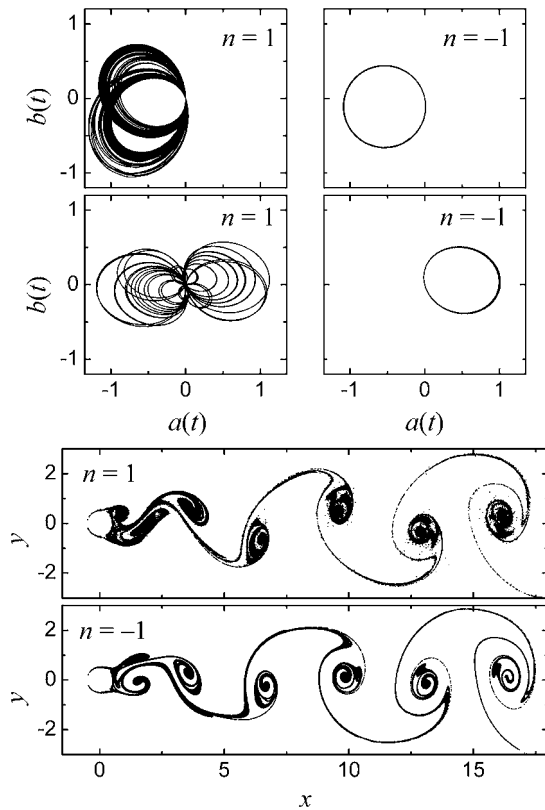 n = 1
n = –1
b(t)
1
0
-1
n = 1
n = –1
b(t)
1
0
-1
-1 0 1
-1 0 1
a(t)
a(t)
n = 1
y
2
0
-2
n = –1
y
2
0
-2
0 5 10 15
x